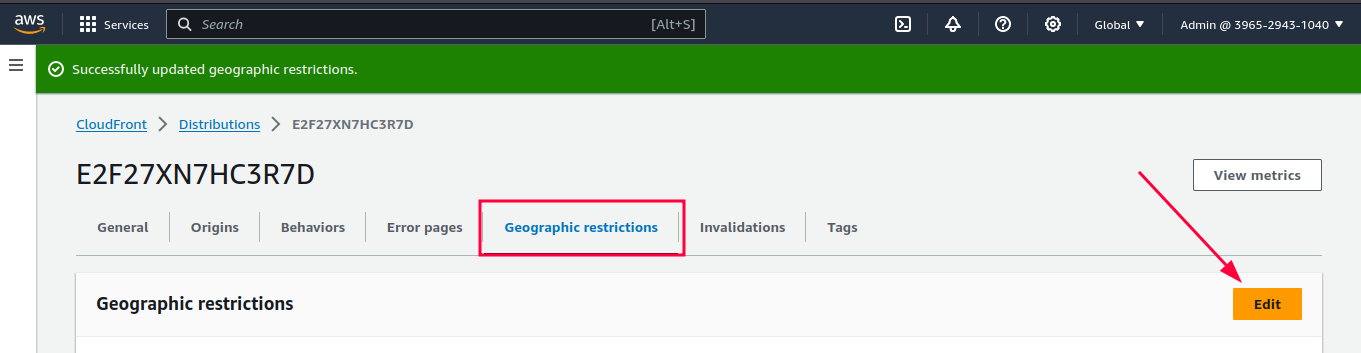 aws Services Search [Alt+S] Global Admin @ 3965-2943-1040
Successfully updated geographic restrictions.
CloudFront Distributions E2F27XN7HC3R7D
E2F27XN7HC3R7D
View metrics
General Origins Behaviors Error pages Geographic restrictions Invalidations Tags
Geographic restrictions
Edit